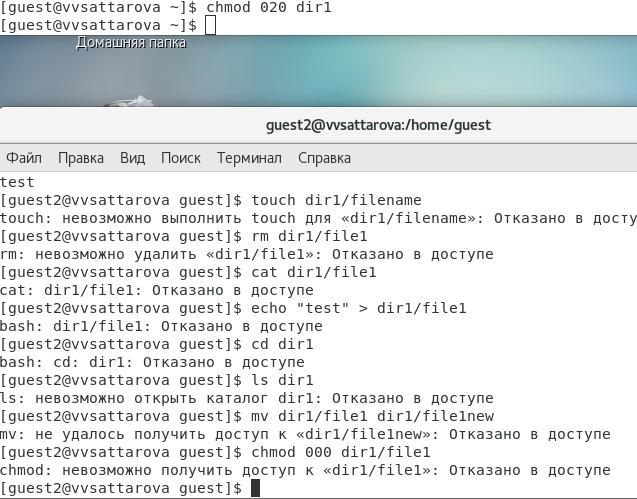 [guest@vvsattarova ~]$ chmod 020 dir1
[guest@vvsattarova ~]$
Домашняя папка
guest2@vvsattarova:/home/guest
Файл Правка Вид Поиск Терминал Справка
test
[guest2@vvsattarova guest]$ touch dir1/filename
touch: невозможно выполнить touch для «dir1/filename»: Отказано в досту
[guest2@vvsattarova guest]$ rm dir1/file1
rm: невозможно удалить «dir1/file1»: Отказано в доступе
[guest2@vvsattarova guest]$ cat dir1/file1
cat: dir1/file1: Отказано в доступе
[guest2@vvsattarova guest]$ echo "test" > dir1/file1
bash: dir1/file1: Отказано в доступе
[guest2@vvsattarova guest]$ cd dir1
bash: cd: dir1: Отказано в доступе
[guest2@vvsattarova guest]$ ls dir1
ls: невозможно открыть каталог dir1: Отказано в доступе
[guest2@vvsattarova guest]$ mv dir1/file1 dir1/file1new
mv: не удалось получить доступ к «dir1/file1new»: Отказано в доступе
[guest2@vvsattarova guest]$ chmod 000 dir1/file1
chmod: невозможно получить доступ к «dir1/file1»: Отказано в доступе
[guest2@vvsattarova guest]$